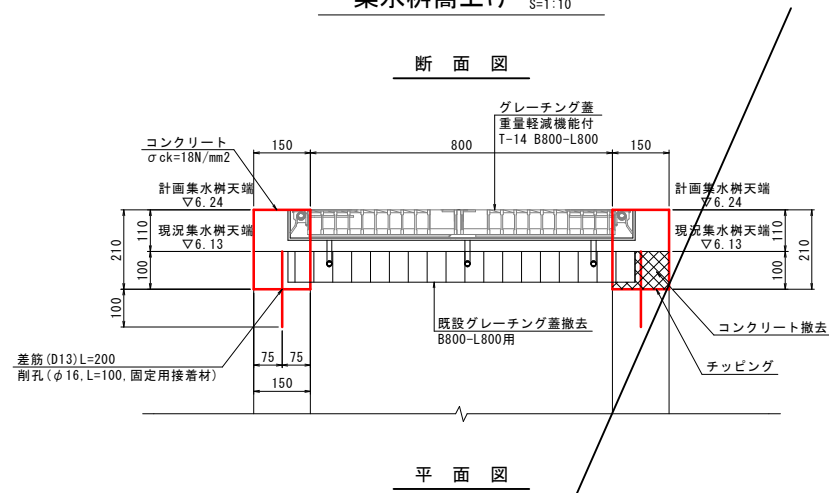 集水桝嵩上げ S=1:10
断 面 図
グレーチング蓋
重量軽減機能付
T-14 B800-L800
コンクリート
σck=18N/mm2
150
800
150
計画集水桝天端
▽6.24
計画集水桝天端
▽6.24
現況集水桝天端
▽6.13
現況集水桝天端
▽6.13
210
110
100
100
110
100
210
既設グレーチング蓋撤去
B800-L800用
コンクリート撤去
チッピング
差筋(D13)L=200
削孔(φ16,L=100,固定用接着材)
75
75
150
平 面 図